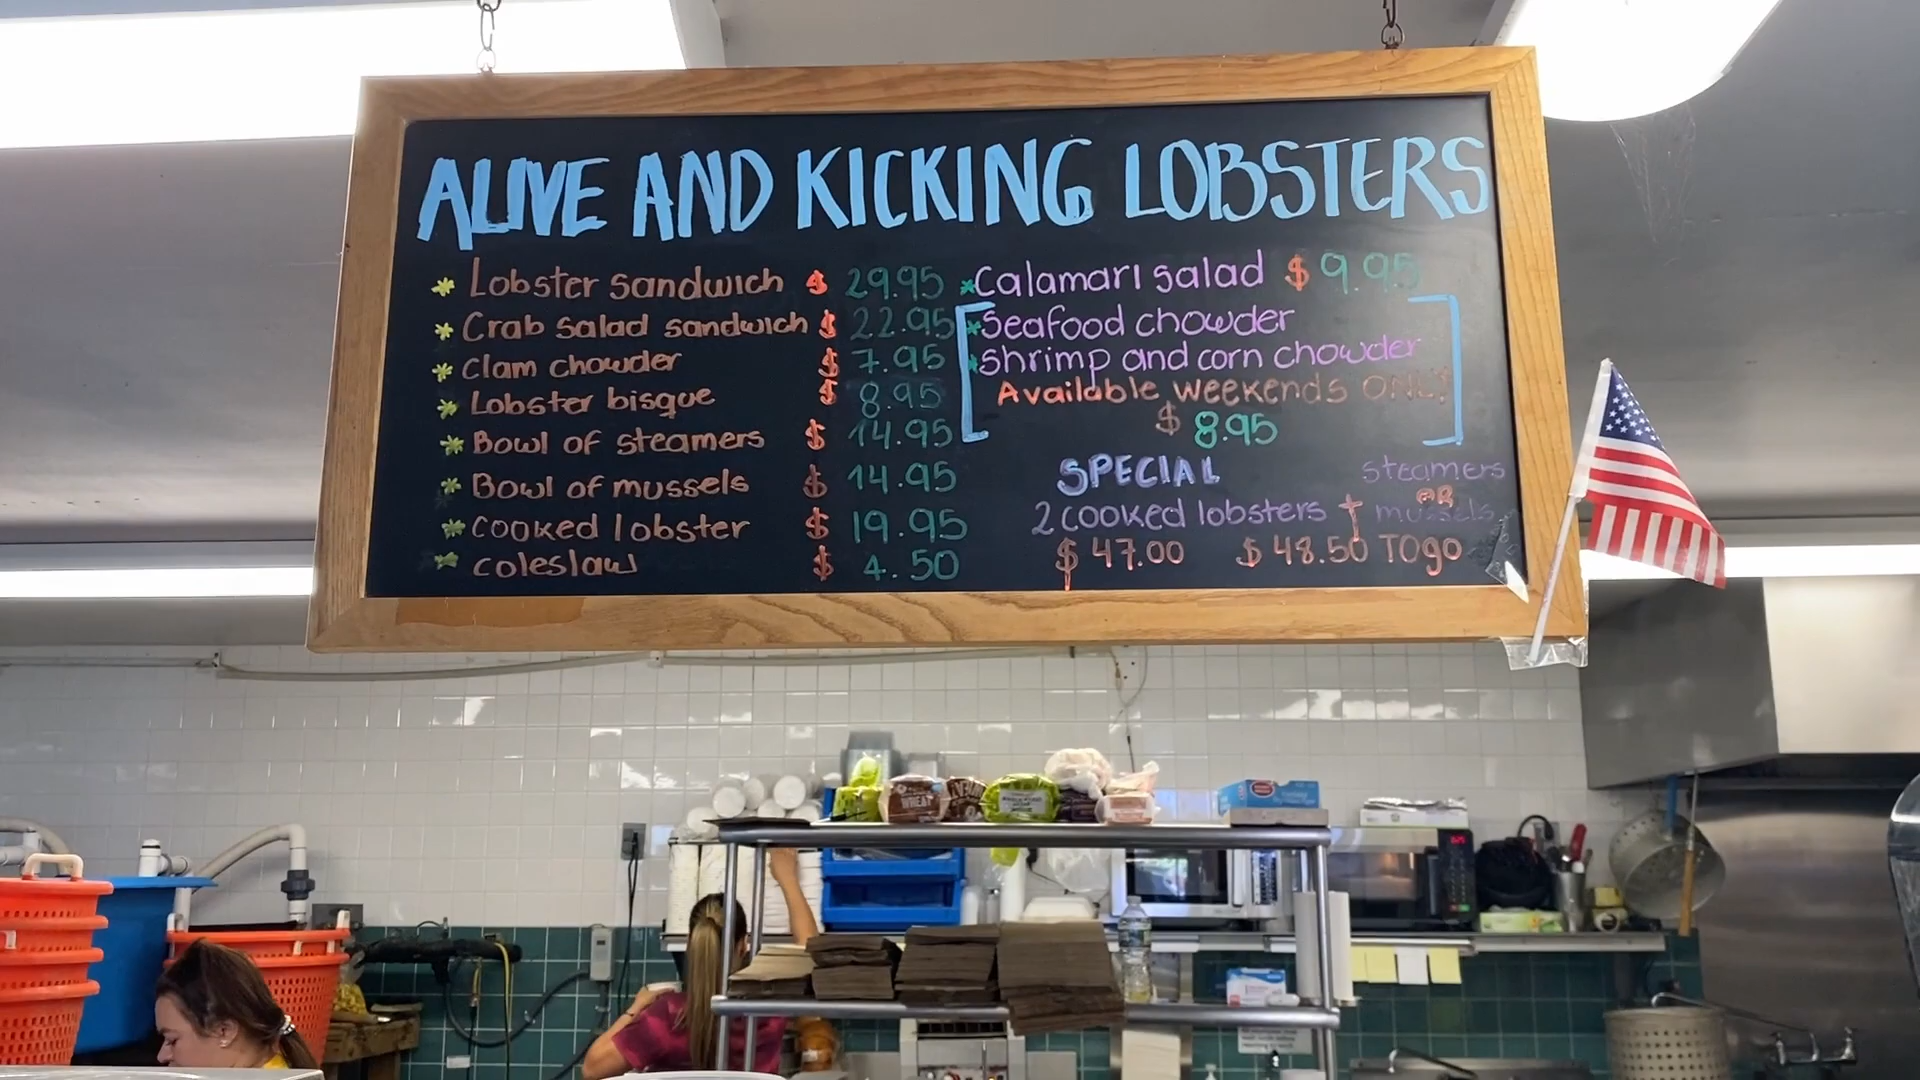 ALIVE AND KICKING LOBSTERS
* Lobster sandwich $ 29.95
* Crab salad sandwich $ 22.95
* Clam chowder $ 7.95
* Lobster bisque $ 8.95
* Bowl of steamers $ 14.95
* Bowl of mussels $ 14.95
* cooked lobster $ 19.95
* coleslaw $ 4.50
* Calamari salad $ 9.95
* Seafood chowder
* Shrimp and corn chowder
Available weekends ONLY
$ 8.95
SPECIAL
2 cooked lobsters + steamers OR mussels
$ 47.00 $ 48.50 TOgo
WHEAT